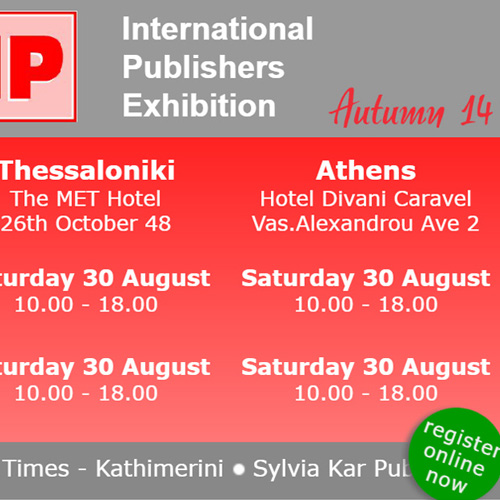 IP
International
Publishers
Exhibition
Autumn 14
Thessaloniki
The MET Hotel
26th October 48
turday 30 August
10.00 - 18.00
turday 30 August
10.00 - 18.00
Athens
Hotel Divani Caravel
Vas.Alexandrou Ave 2
Saturday 30 August
10.00 - 18.00
Saturday 30 August
10.00 - 18.00
Times - Kathimerini ● Sylvia Kar Pub
register
online
now